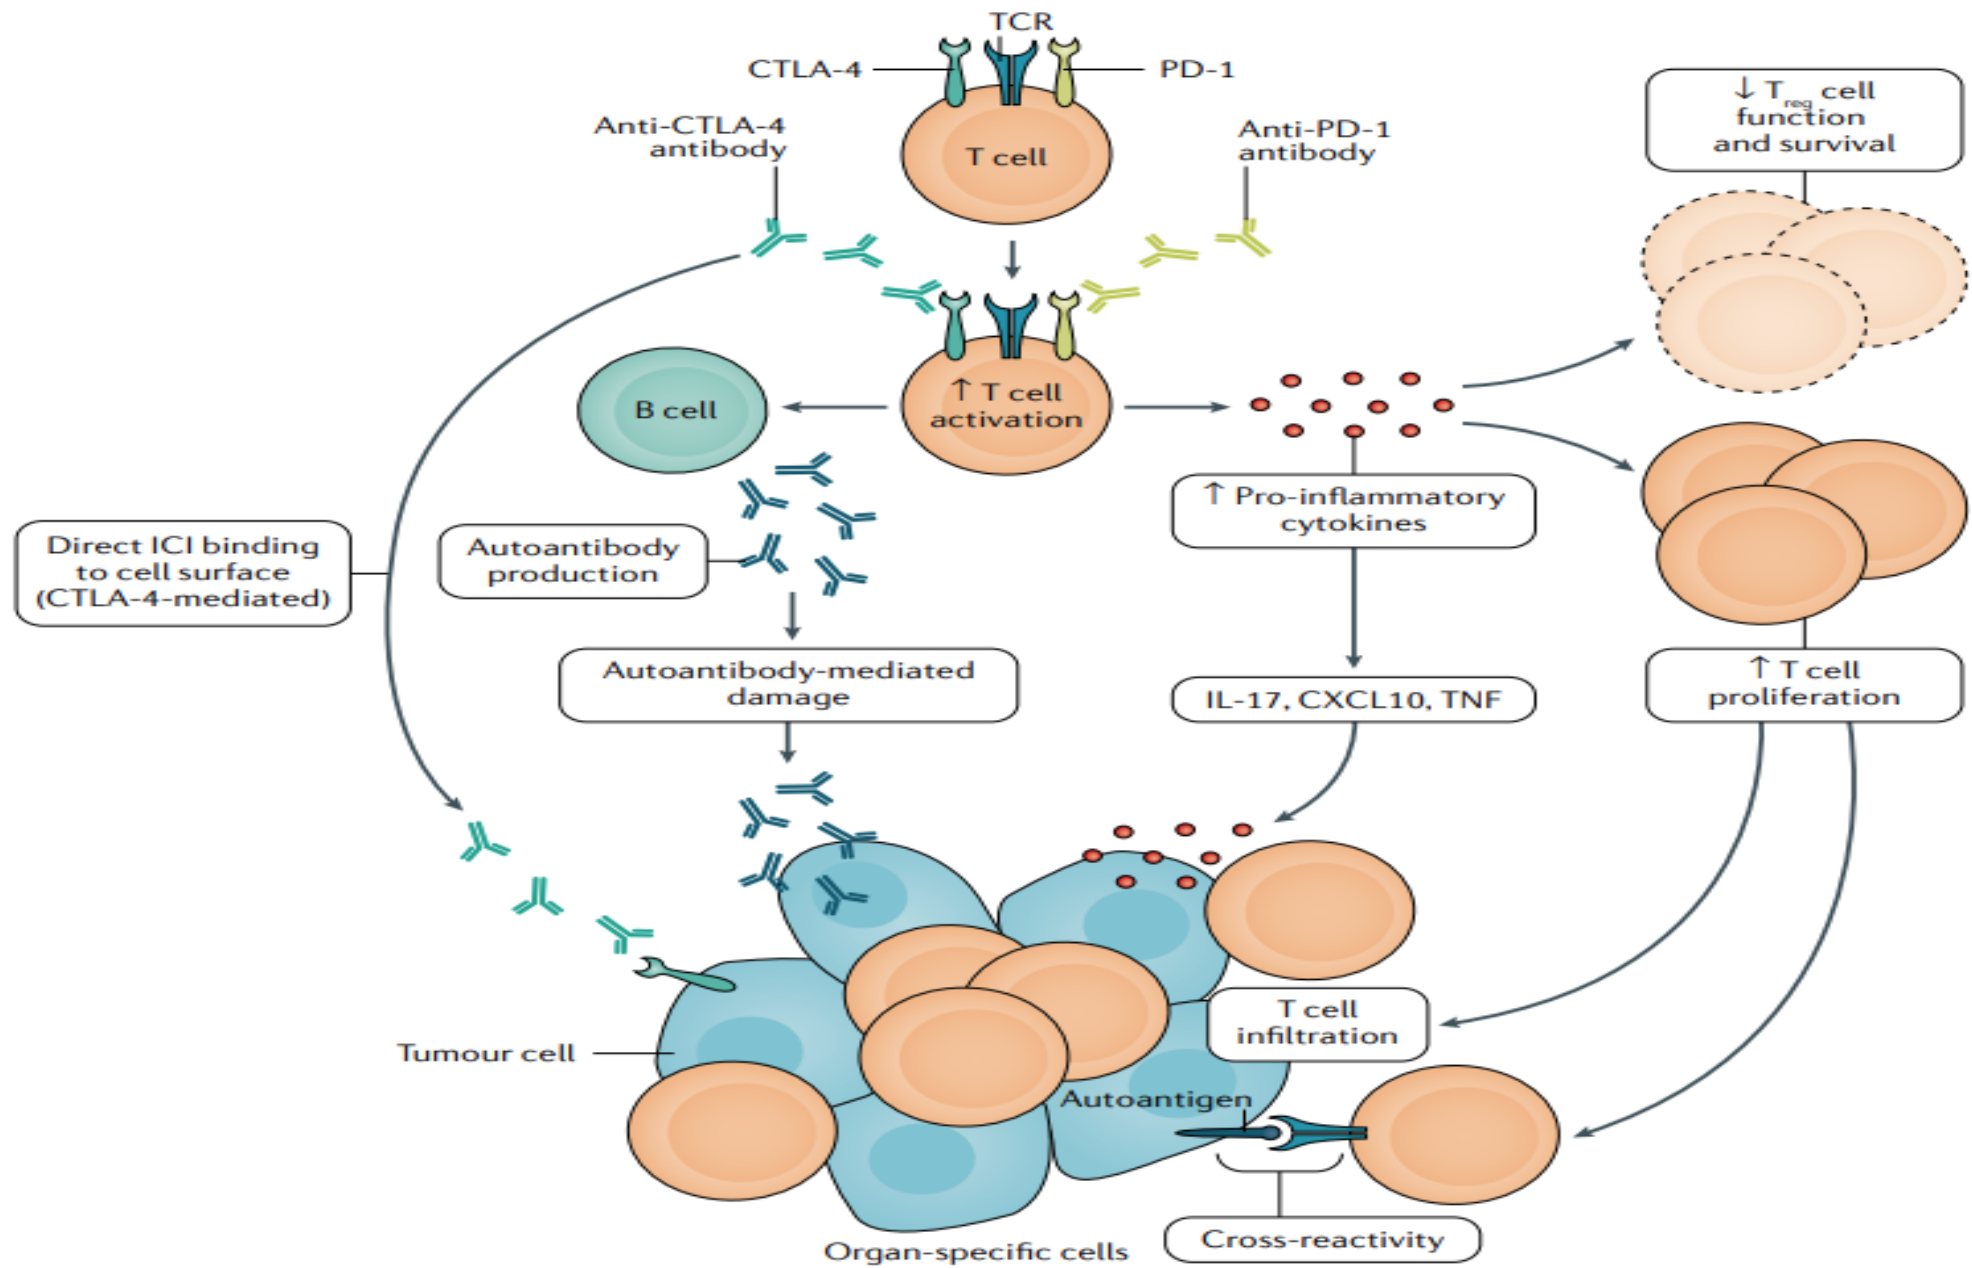 TCR
CTLA-4
PD-1
Anti-CTLA-4
antibody
Anti-PD-1
antibody
T cell
↓ Treg cell
function
and survival
B cell
↑ T cell
activation
↑ Pro-inflammatory
cytokines
Direct ICI binding
to cell surface
(CTLA-4-mediated)
Autoantibody
production
Autoantibody-mediated
damage
IL-17, CXCL10, TNF
↑ T cell
proliferation
T cell
infiltration
Tumour cell
Autoantigen
Cross-reactivity
Organ-specific cells